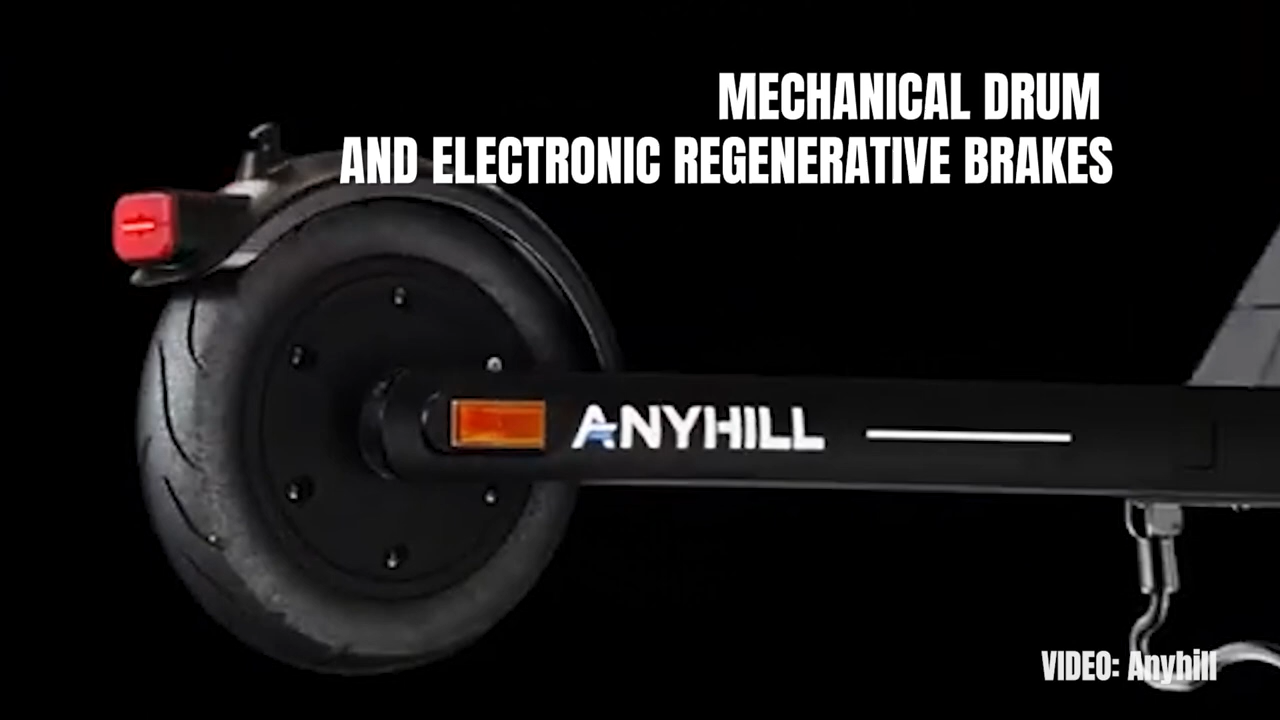 MECHANICAL DRUM
AND ELECTRONIC REGENERATIVE BRAKES
ANYHILL
VIDEO: Anyhill